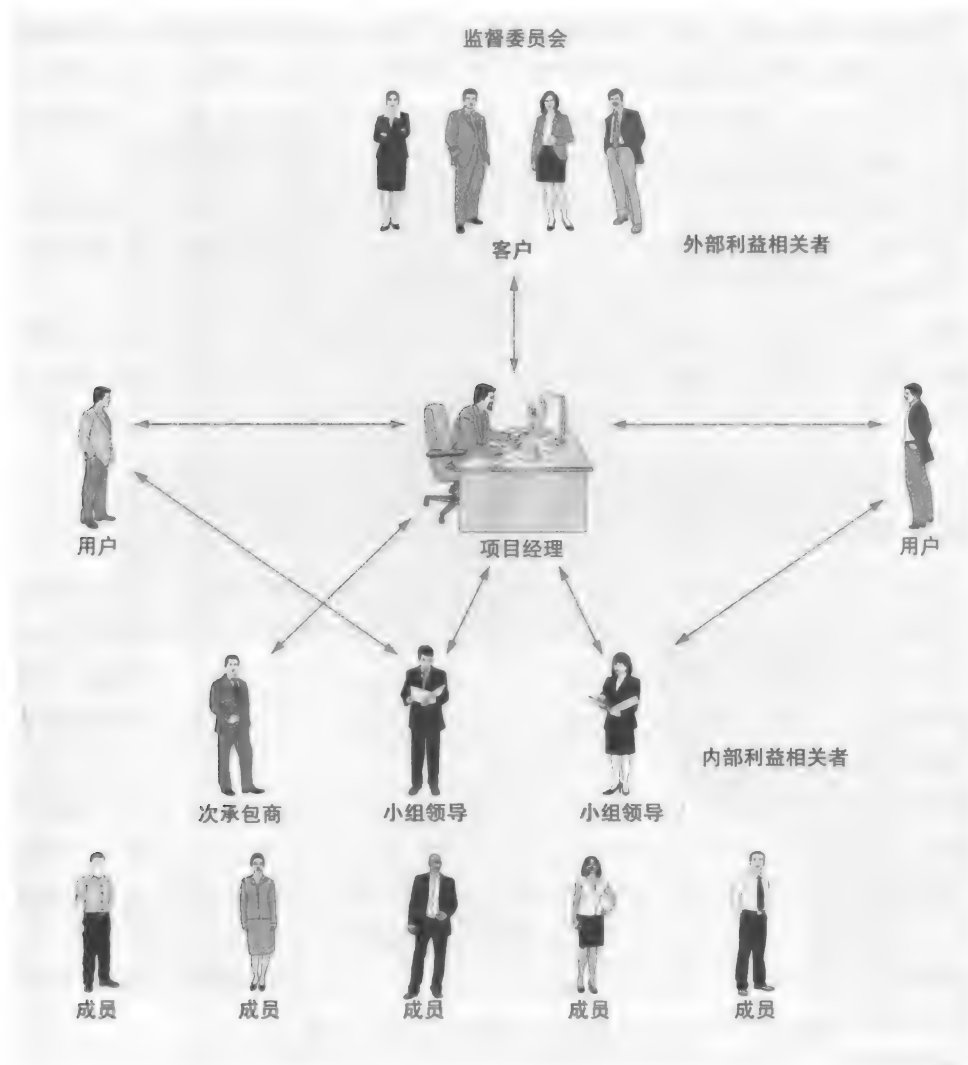 监督委员会
客户
外部利益相关者
用户
项目经理
用户
内部利益相关者
次承包商
小组领导
小组领导
成员
成员
成员
成员
成员